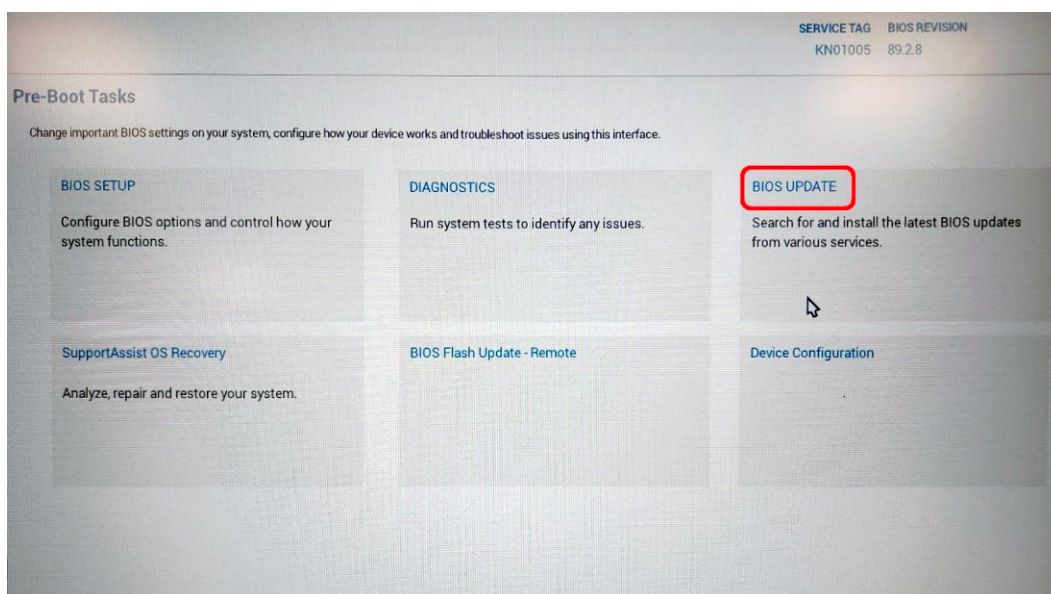 SERVICE TAG BIOS REVISION
KN01005 89.2.8
Pre-Boot Tasks
Change important BIOS settings on your system, configure how your device works and troubleshoot issues using this interface.
BIOS SETUP
Configure BIOS options and control how your
system functions.
DIAGNOSTICS
Run system tests to identify any issues.
BIOS UPDATE
Search for and install the latest BIOS updates
from various services.
SupportAssist OS Recovery
Analyze, repair and restore your system.
BIOS Flash Update - Remote
Device Configuration